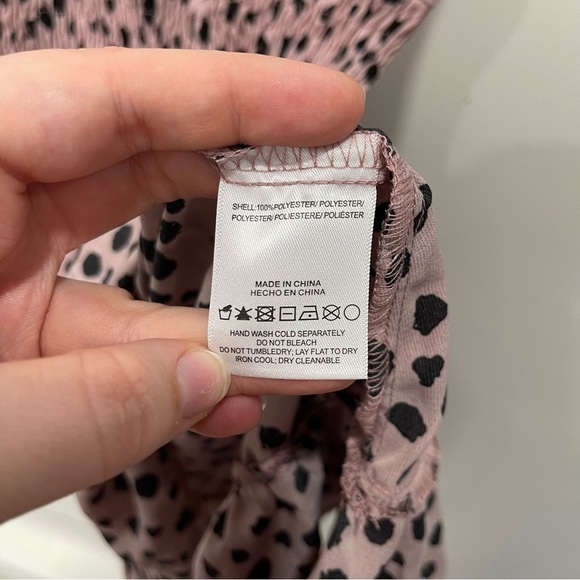 SHELL:100%POLYESTER/ POLYESTER/
POLYESTER/ POLIESTERE/ POLIÉSTER
MADE IN CHINA
HECHO EN CHINA
HAND WASH COLD SEPARATELY
DO NOT BLEACH
DO NOT TUMBLEDRY; LAY FLAT TO DRY
IRON COOL; DRY CLEANABLE